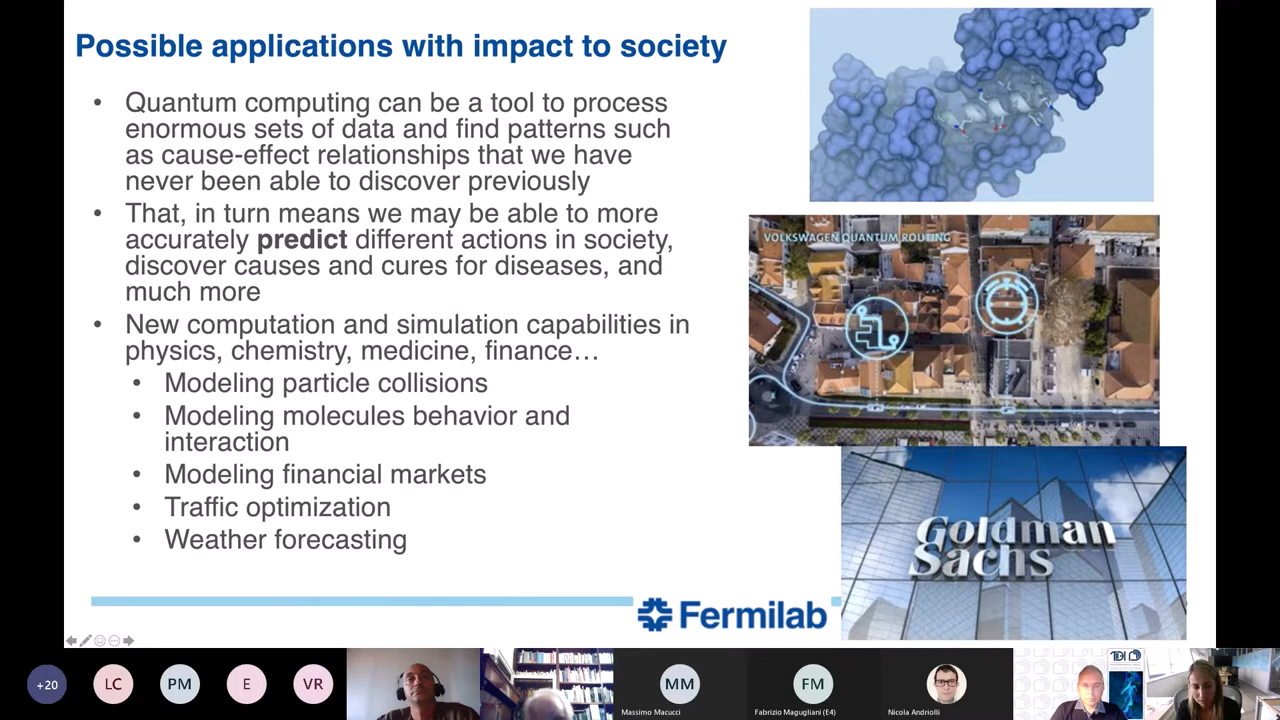 Possible applications with impact to society
• Quantum computing can be a tool to process
enormous sets of data and find patterns such
as cause-effect relationships that we have
never been able to discover previously
• That, in turn means we may be able to more
accurately predict different actions in society,
discover causes and cures for diseases, and
much more
• New computation and simulation capabilities in
physics, chemistry, medicine, finance…
• Modeling particle collisions
• Modeling molecules behavior and
interaction
• Modeling financial markets
• Traffic optimization
• Weather forecasting
VOLKSWAGEN QUANTUM ROUTING
Goldman
Sachs
Fermilab
+20
LC
PM
E
VR
MM
Massimo Macucci
FM
Fabrizio Magugliani (E4)
Nicola Andriolli